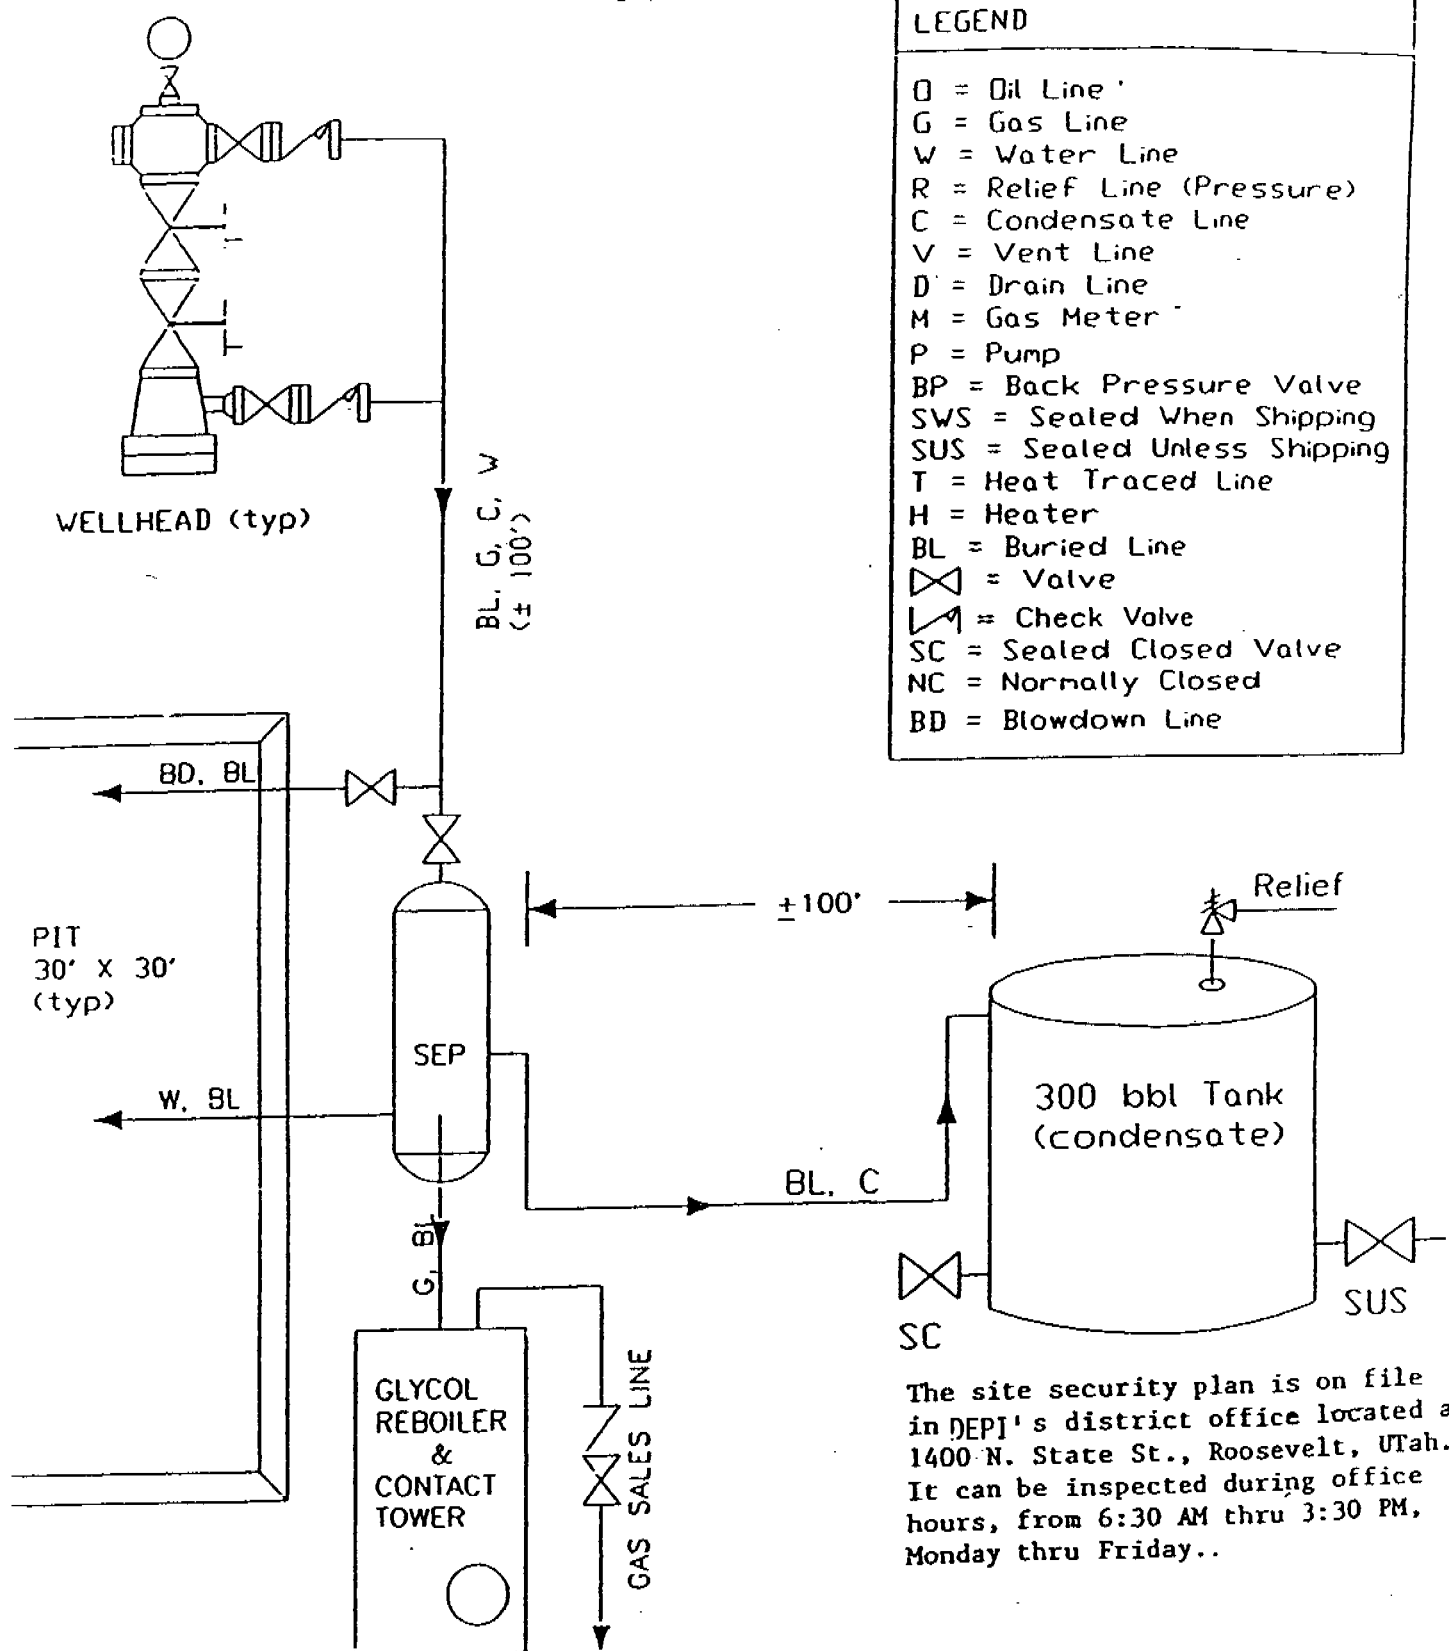 LEGEND
O = Oil Line
G = Gas Line
W = Water Line
R = Relief Line (Pressure)
C = Condensate Line
V = Vent Line
D = Drain Line
M = Gas Meter
P = Pump
BP = Back Pressure Valve
SWS = Sealed When Shipping
SUS = Sealed Unless Shipping
T = Heat Traced Line
H = Heater
BL = Buried Line
= Valve
= Check Valve
SC = Sealed Closed Valve
NC = Normally Closed
BD = Blowdown Line
WELLHEAD (typ)
BL, G, C, W
(± 100')
BD, BL
PIT
30' X 30'
(typ)
±100'
Relief
SEP
W, BL
300 bbl Tank
(condensate)
BL, C
G, BL
SC
SUS
GLYCOL
REBOILER
&
CONTACT
TOWER
GAS SALES LINE
The site security plan is on file
in DEPI's district office located a
1400 N. State St., Roosevelt, UTah.
It can be inspected during office
hours, from 6:30 AM thru 3:30 PM,
Monday thru Friday..